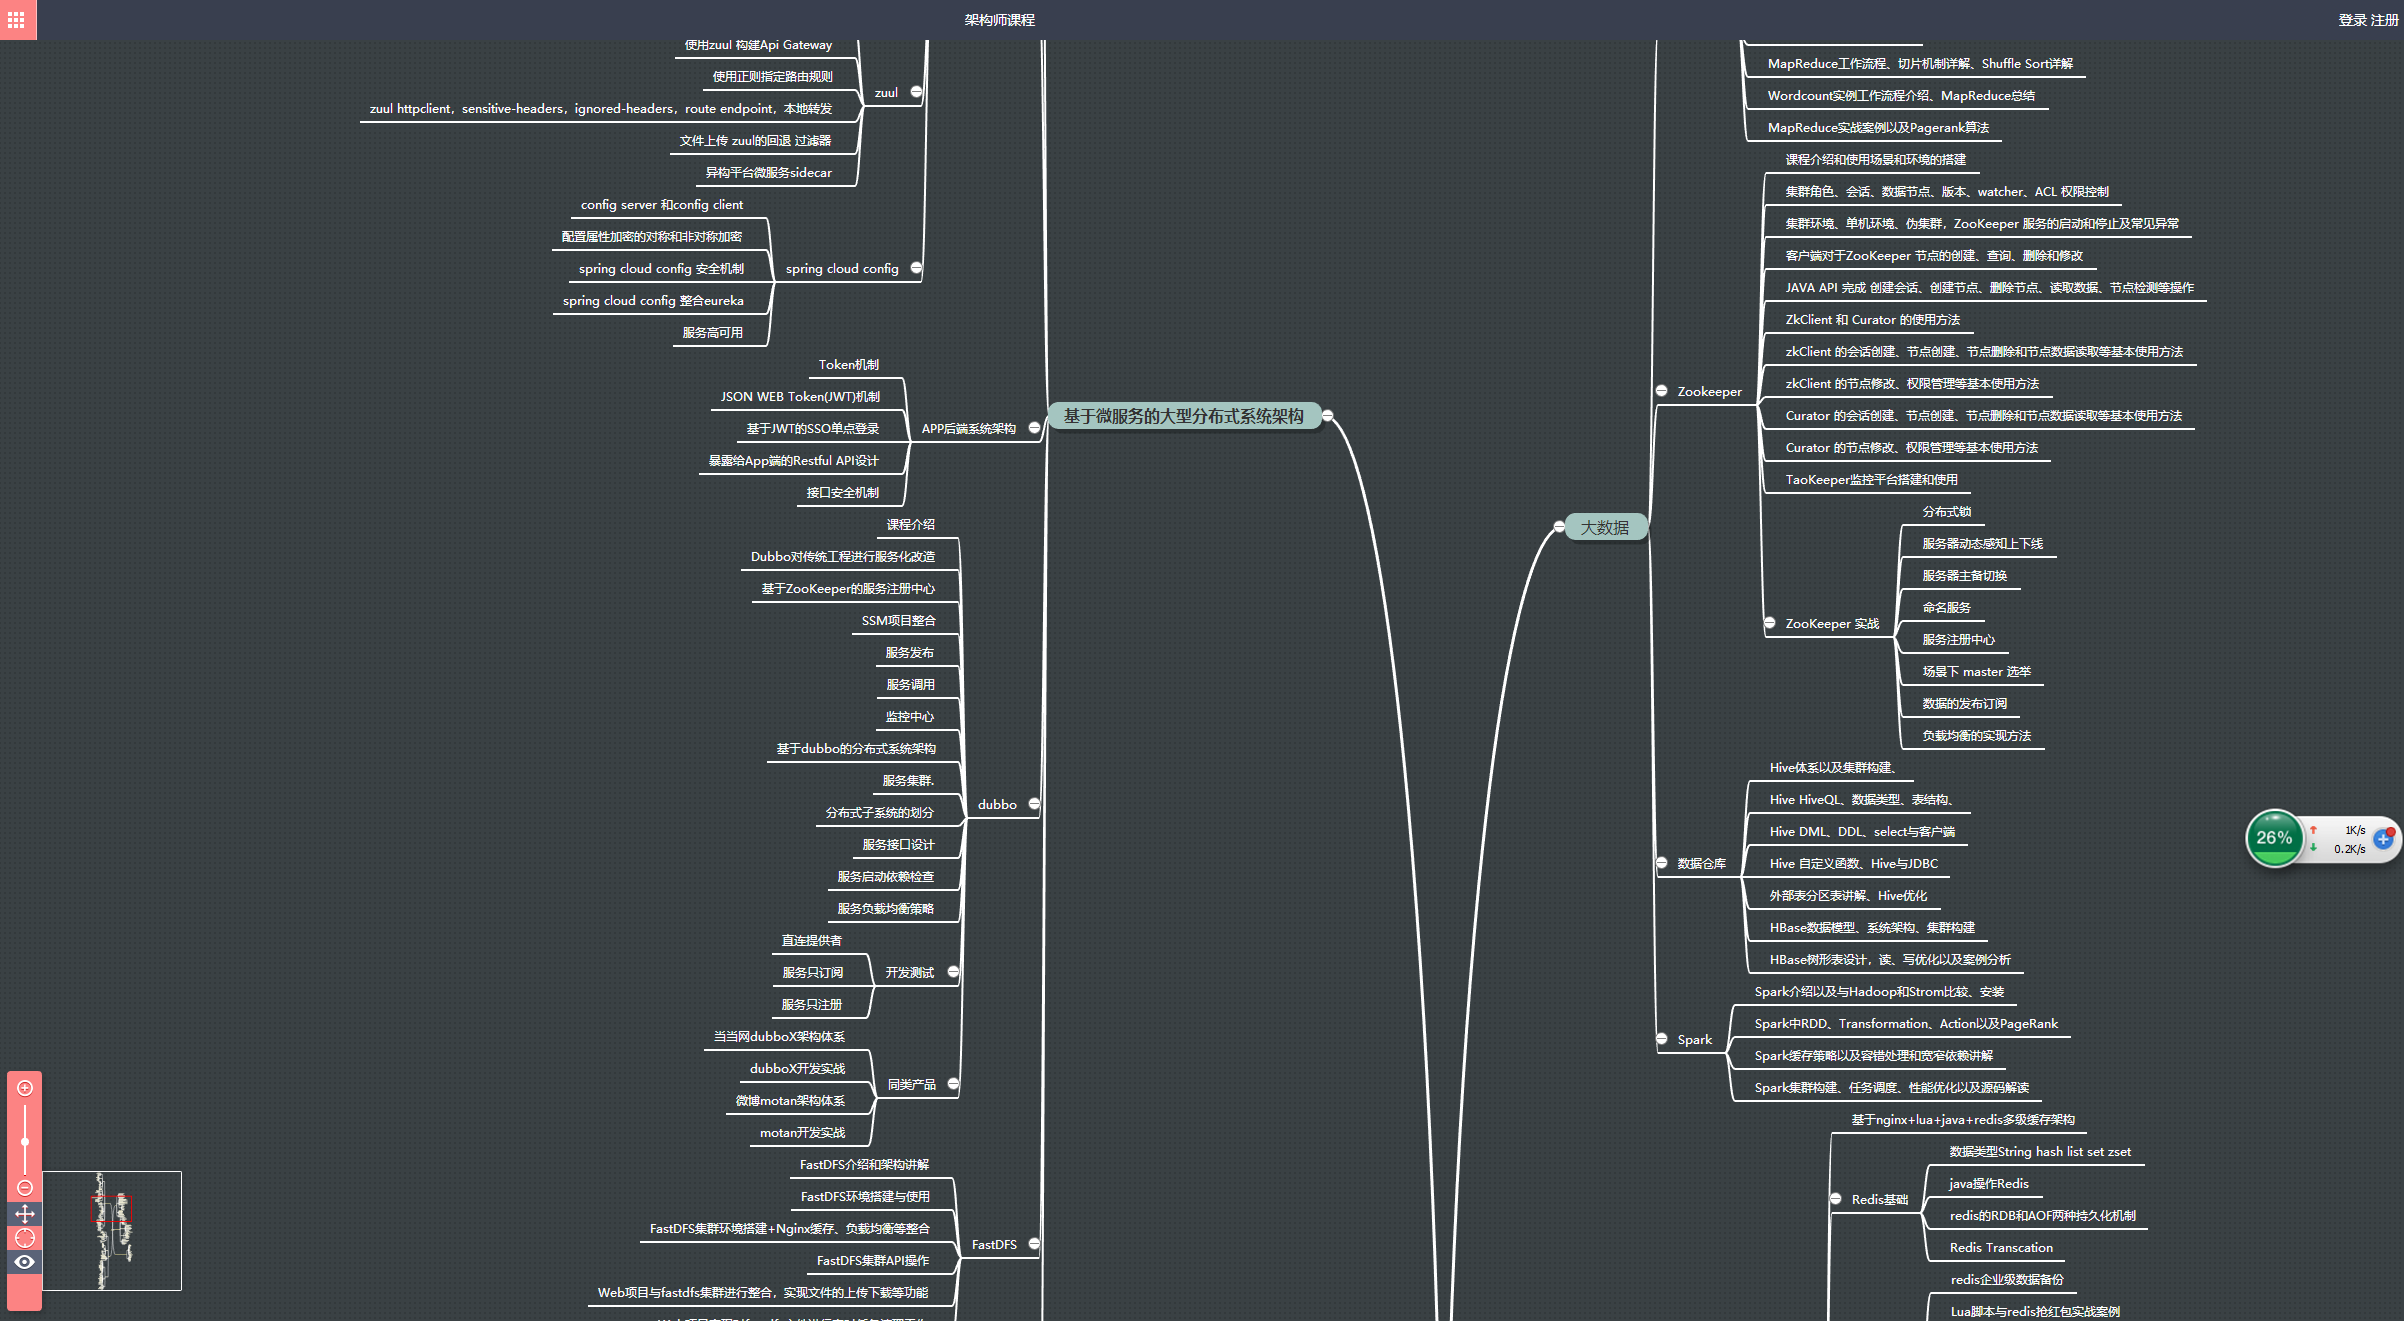 架构师课程
登录 注册
使用zuul 构建Api Gateway
使用正则指定路由规则
zuul httpclient，sensitive-headers，ignored-headers，route endpoint，本地转发
文件上传 zuul的回退 过滤器
异构平台微服务sidecar
zuul
config server 和config client
配置属性加密的对称和非对称加密
spring cloud config 安全机制
spring cloud config 整合eureka
服务高可用
spring cloud config
Token机制
JSON WEB Token(JWT)机制
基于JWT的SSO单点登录
暴露给App端的Restful API设计
接口安全机制
APP后端系统架构
基于微服务的大型分布式系统架构
课程介绍
Dubbo对传统工程进行服务化改造
基于ZooKeeper的服务注册中心
SSM项目整合
服务发布
服务调用
监控中心
基于dubbo的分布式系统架构
服务集群.
分布式子系统的划分
服务接口设计
服务启动依赖检查
服务负载均衡策略
dubbo
直连提供者
服务只订阅
服务只注册
开发测试
当当网dubboX架构体系
dubboX开发实战
微博motan架构体系
motan开发实战
同类产品
FastDFS介绍和架构讲解
FastDFS环境搭建与使用
FastDFS集群环境搭建+Nginx缓存、负载均衡等整合
FastDFS集群API操作
Web项目与fastdfs集群进行整合，实现文件的上传下载等功能
FastDFS
MapReduce工作流程、切片机制详解、Shuffle Sort详解
Wordcount实例工作流程介绍、MapReduce总结
MapReduce实战案例以及Pagerank算法
课程介绍和使用场景和环境的搭建
集群角色、会话、数据节点、版本、watcher、ACL 权限控制
集群环境、单机环境、伪集群，ZooKeeper 服务的启动和停止及常见异常
客户端对于ZooKeeper 节点的创建、查询、删除和修改
JAVA API 完成 创建会话、创建节点、删除节点、读取数据、节点检测等操作
ZkClient 和 Curator 的使用方法
zkClient 的会话创建、节点创建、节点删除和节点数据读取等基本使用方法
zkClient 的节点修改、权限管理等基本使用方法
Curator 的会话创建、节点创建、节点删除和节点数据读取等基本使用方法
Curator 的节点修改、权限管理等基本使用方法
TaoKeeper监控平台搭建和使用
Zookeeper
大数据
分布式锁
服务器动态感知上下线
服务器主备切换
命名服务
服务注册中心
场景下 master 选举
数据的发布订阅
负载均衡的实现方法
ZooKeeper 实战
Hive体系以及集群构建、
Hive HiveQL、数据类型、表结构、
Hive DML、DDL、select与客户端
Hive 自定义函数、Hive与JDBC
外部表分区表讲解、Hive优化
HBase数据模型、系统架构、集群构建
HBase树形表设计，读、写优化以及案例分析
数据仓库
Spark介绍以及与Hadoop和Strom比较、安装
Spark中RDD、Transformation、Action以及PageRank
Spark缓存策略以及容错处理和宽窄依赖讲解
Spark集群构建、任务调度、性能优化以及源码解读
Spark
基于nginx+lua+java+redis多级缓存架构
数据类型String hash list set zset
java操作Redis
redis的RDB和AOF两种持久化机制
Redis Transcation
Redis基础
redis企业级数据备份
Lua脚本与redis抢红包实战案例
26%
1K/s
0.2K/s